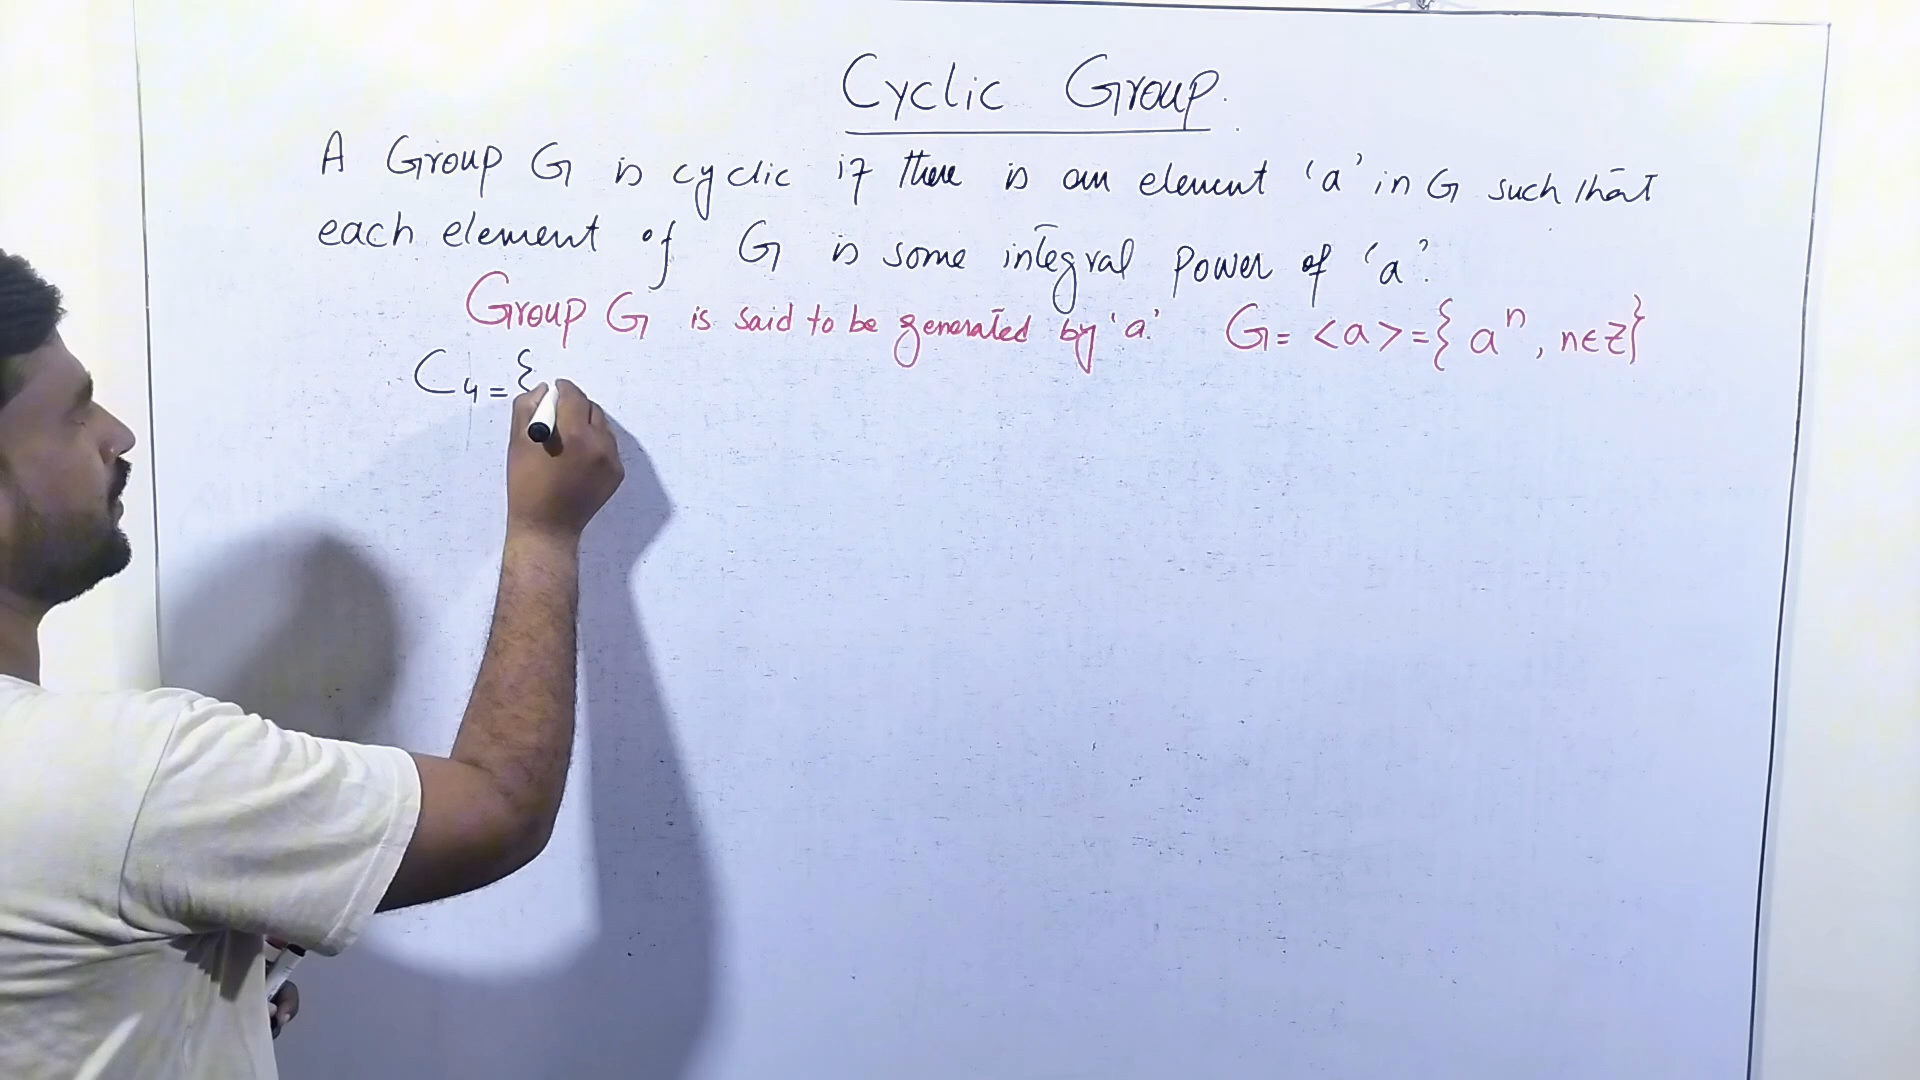 Cyclic Group.
A Group G is cyclic if there is an element 'a' in G such that
each element of G is some integral Power of 'a'.
Group G is said to be generated by 'a'. G = <a> = { aⁿ, n∈Z}
C₄ = {